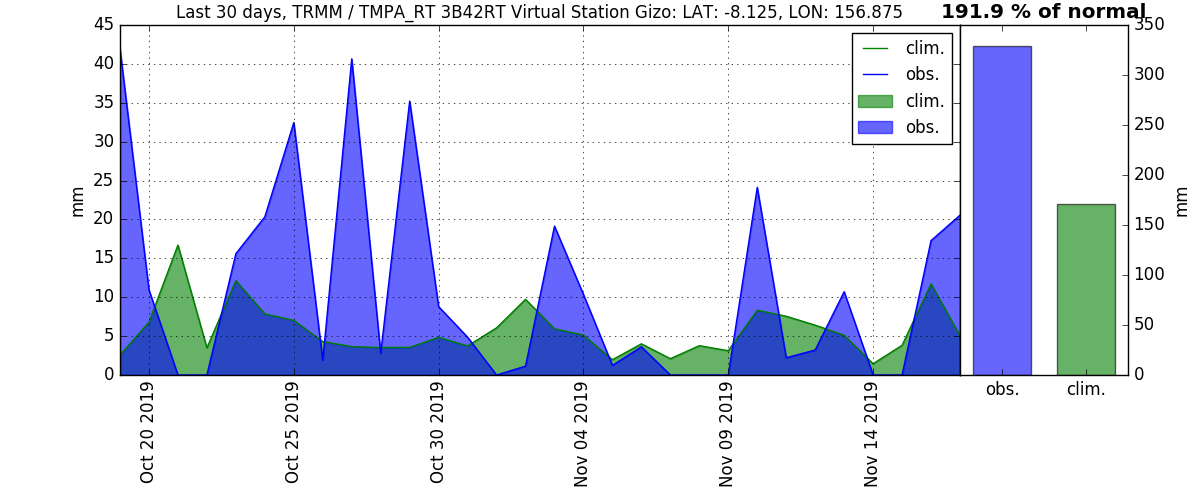 Last 30 days, TRMM / TMPA_RT 3B42RT Virtual Station Gizo: LAT: -8.125, LON: 156.875
191.9 % of normal
45
40
35
30
25
20
15
10
5
0
mm
clim.
obs.
clim.
obs.
Oct 20 2019
Oct 25 2019
Oct 30 2019
Nov 04 2019
Nov 09 2019
Nov 14 2019
350
300
250
200
150
100
50
0
mm
obs.
clim.